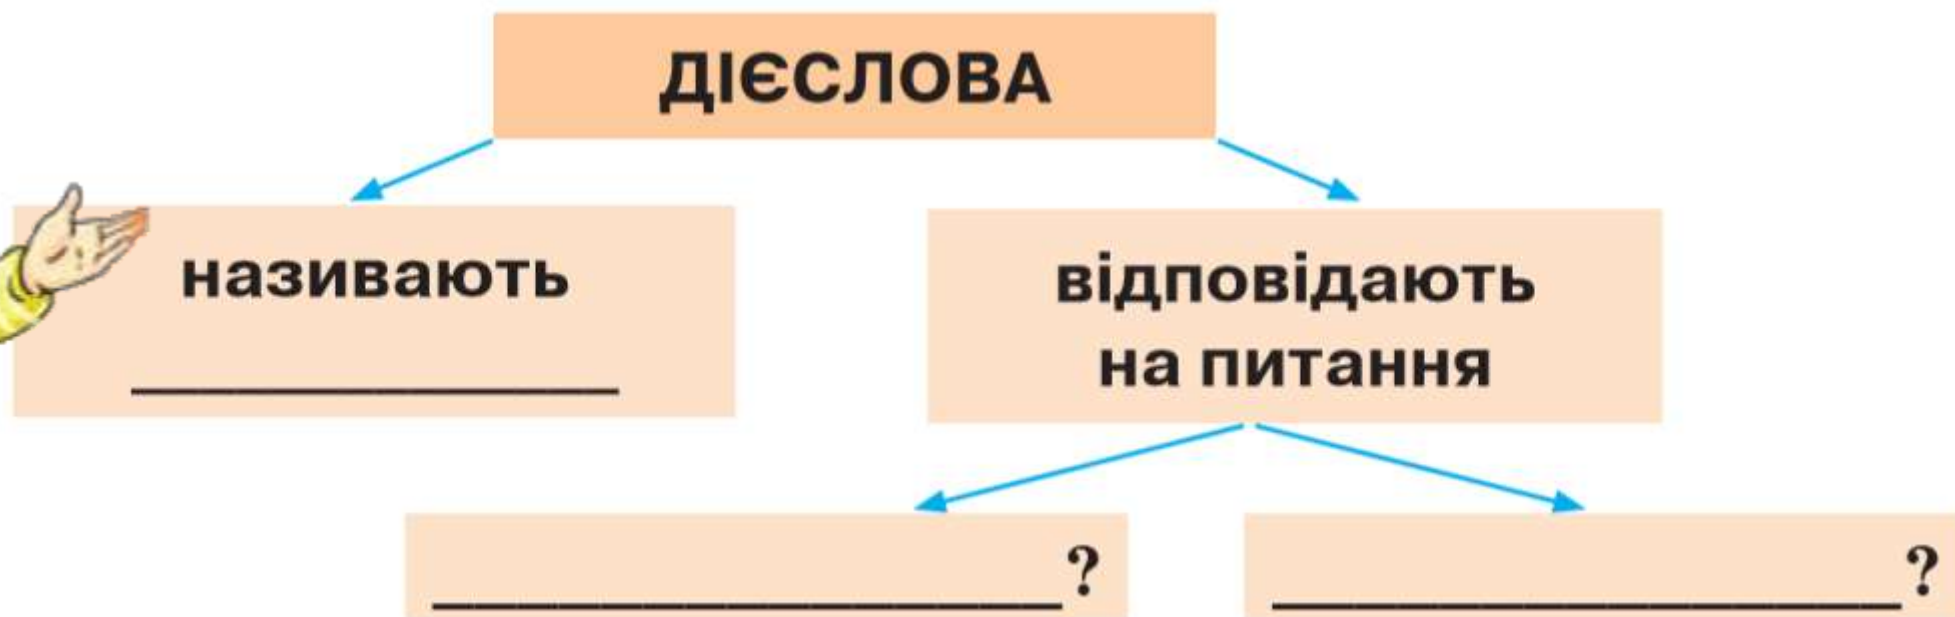 ДІЄСЛОВА
називають
відповідають
на питання
?
?